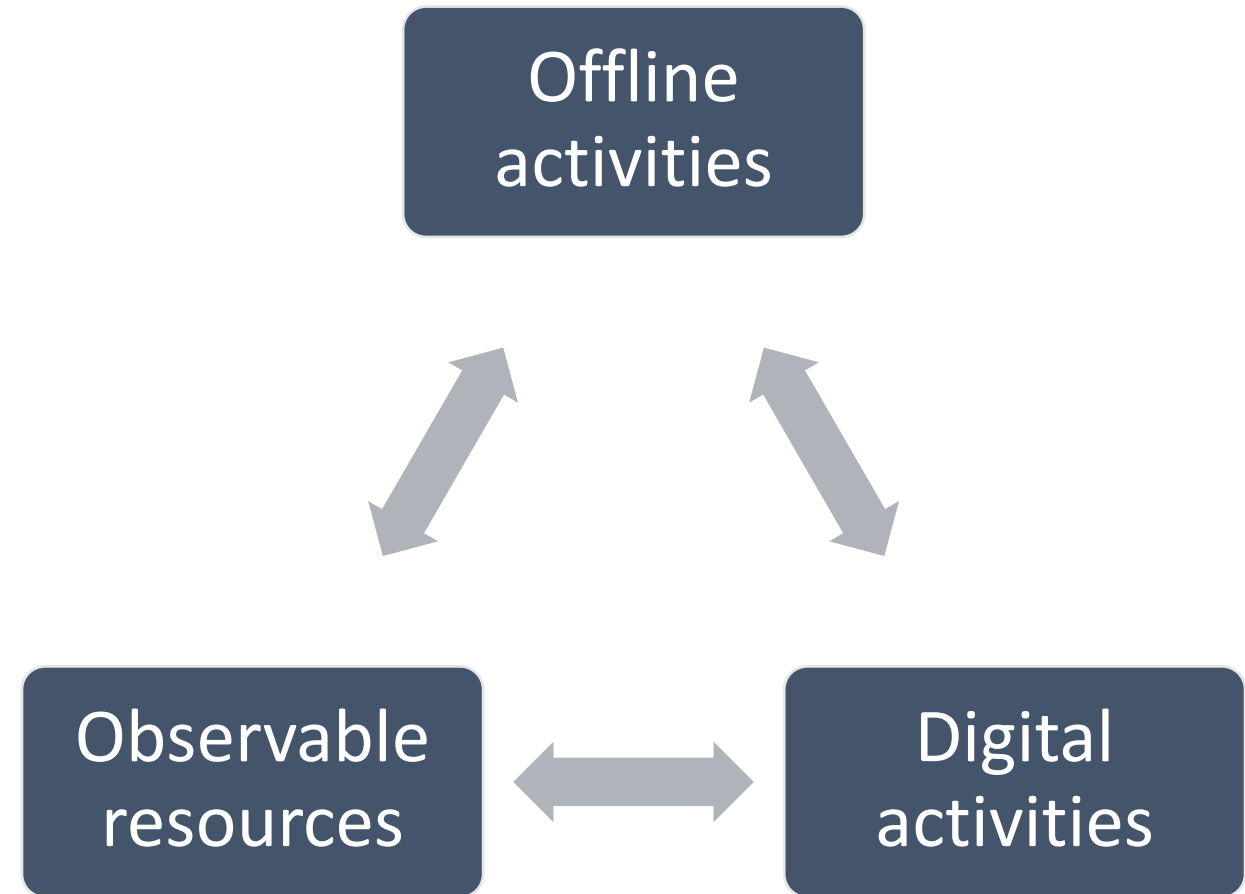 Offline
activities
Observable
resources
Digital
activities